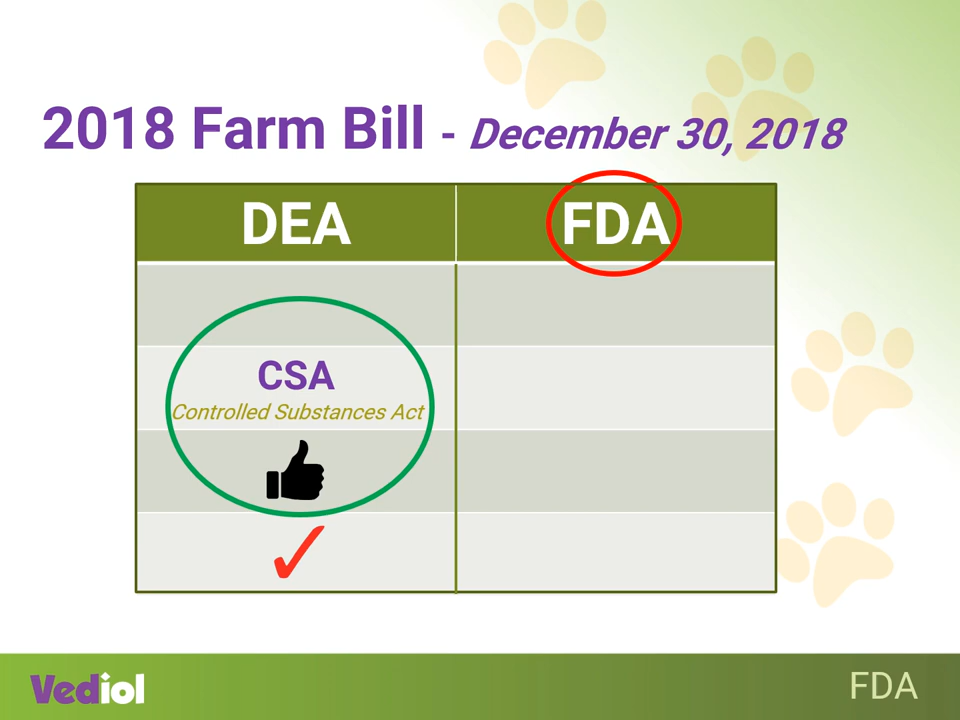 2018 Farm Bill - December 30, 2018
DEA FDA
CSA
Controlled Substances Act
Vediol
FDA